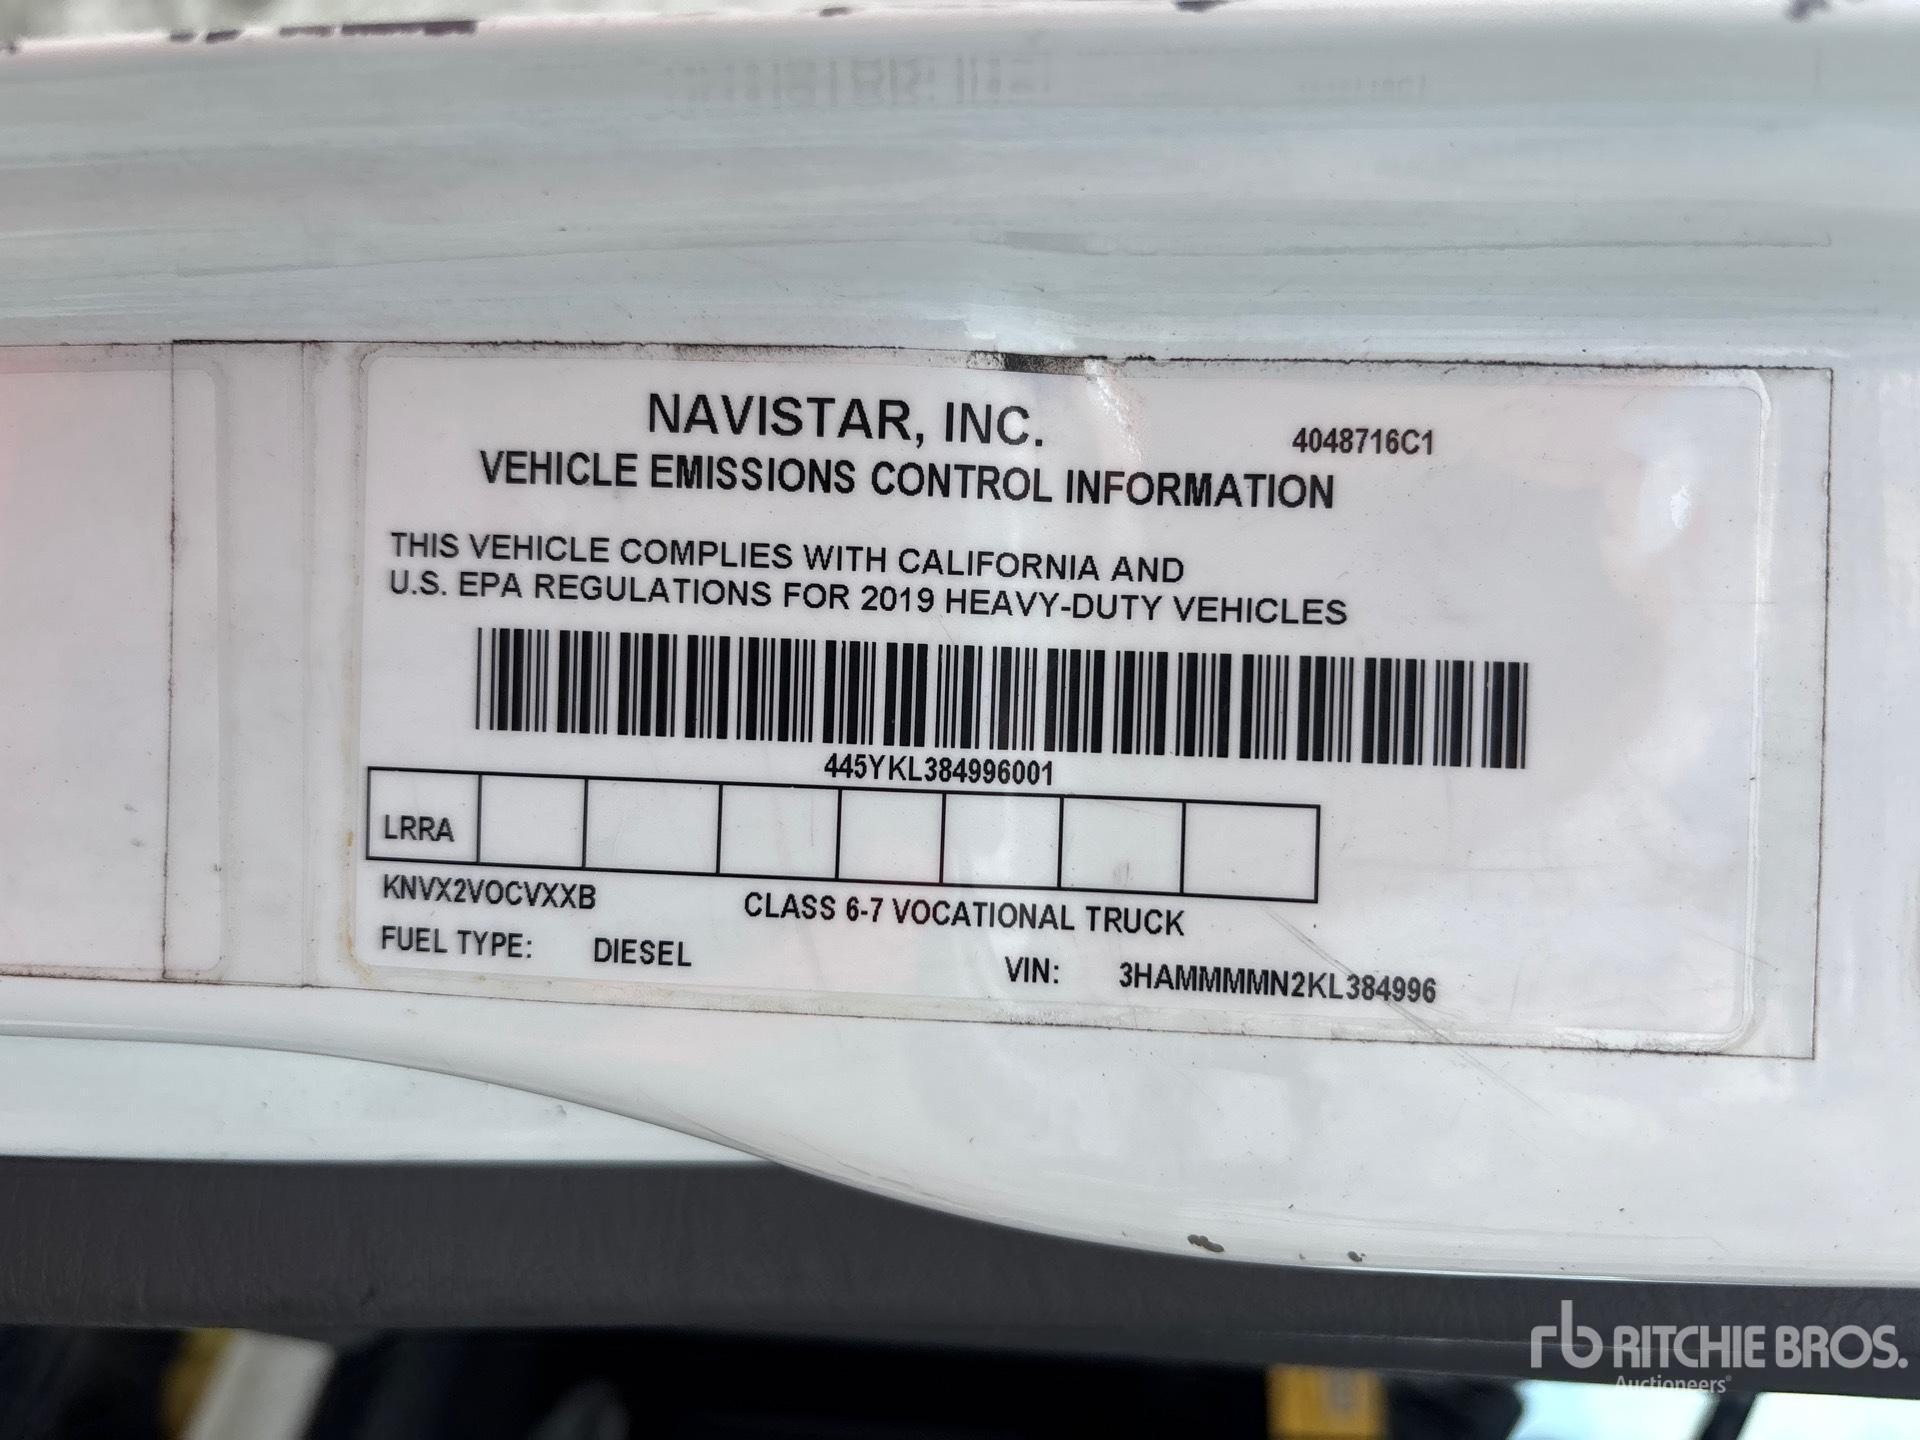 NAVISTAR, INC.
4048716C1
VEHICLE EMISSIONS CONTROL INFORMATION
THIS VEHICLE COMPLIES WITH CALIFORNIA AND
U.S. EPA REGULATIONS FOR 2019 HEAVY-DUTY VEHICLES
445YKL384996001
LRRA
KNVX2VOCVXXB
CLASS 6-7 VOCATIONAL TRUCK
FUEL TYPE: DIESEL
VIN: 3HAMMMMN2KL384996
rb RITCHIE BROS.
Auctioneers